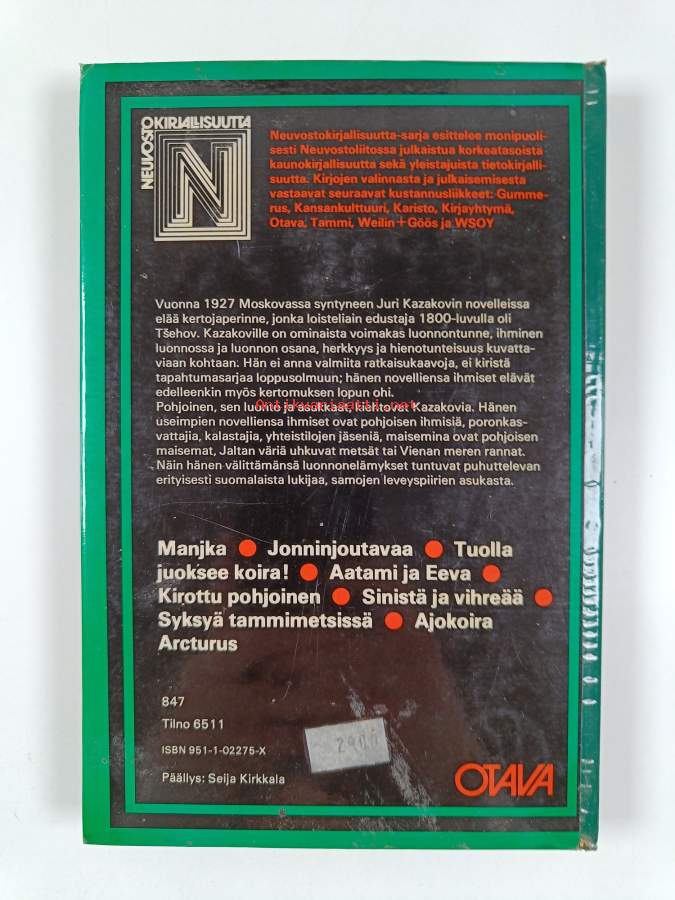 NEUVOSTOKIRJALLISUUTTA
N
Neuvostokirjallisuutta-sarja esittelee monipuoli-
sesti Neuvostoliitossa julkaistua korkeatasoista
kaunokirjallisuutta sekä yleistajuista tietokirjalli-
suutta. Kirjojen valinnasta ja julkaisemisesta
vastaavat seuraavat kustannusliikkeet: Gumme-
rus, Kansankulttuuri, Karisto, Kirjayhtymä,
Otava, Tammi, Weilin+Göös ja WSOY
Vuonna 1927 Moskovassa syntyneen Juri Kazakovin novelleissa
elää kertojaperinne, jonka loisteliain edustaja 1800-luvulla oli
Tšehov. Kazakoville on ominaista voimakas luonnontunne, ihminen
luonnossa ja luonnon osana, herkkyys ja hienotunteisuus kuvatta-
viaan kohtaan: Hän ei anna valmiita ratkaisukaavoja, ei kiristä
tapahtumasarjaa loppusolmuun; hänen novelliensa ihmiset elävät
edelleenkin myös kertomuksen lopun ohi.
Pohjoinen, sen luonto ja asukkaat, kiehtovat Kazakovia. Hänen
useimpien novelliensa ihmiset ovat pohjoisen ihmisiä, poronkas-
vattajia, kalastajia, yhteistilojen jäseniä, maisemina ovat pohjoisen
maisemat, Jaltan väriä uhkuvat metsät tai Vienan meren rannat.
Näin hänen välittämänsä luonnonelämykset tuntuvat puhuttelevan
erityisesti suomalaista lukijaa, samojen leveyspiirien asukasta.
Antikvariaatti.net
Manjka ● Jonninjoutavaa ● Tuolla
juoksee koira! ● Aatami ja Eeva ●
Kirottu pohjoinen ● Sinistä ja vihreää ●
Syksyä tammimetsissä ● Ajokoira
Arcturus
847
Tilno 6511
ISBN 951-1-02275-X
Päällys: Seija Kirkkala
OTAVA